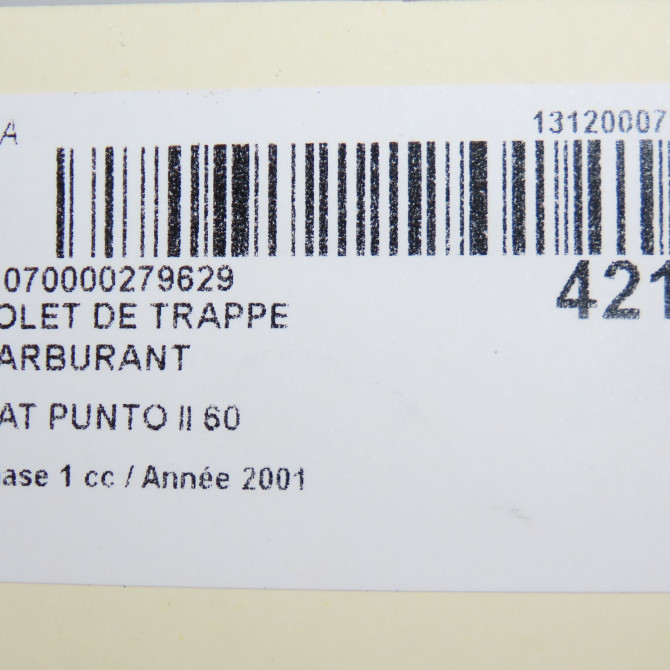 A
13120007
070000279629
421
OLET DE TRAPPE
ARBURANT
AT PUNTO II 60
ase 1 cc / Année 2001